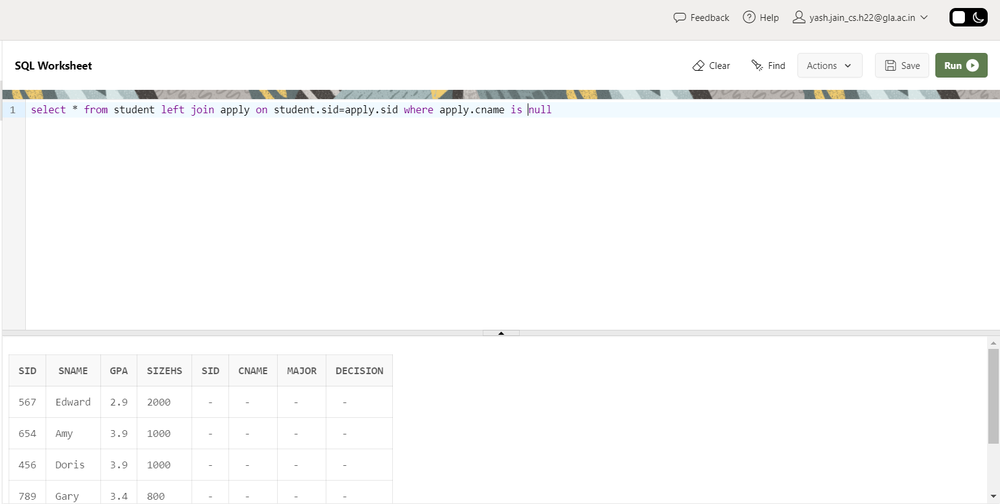 Feedback Help yash.jain_cs.h22@gla.ac.in
SQL Worksheet Clear Find Actions Save Run
1 select * from student left join apply on student.sid=apply.sid where apply.cname is null
SID SNAME GPA SIZEHS SID CNAME MAJOR DECISION
567 Edward 2.9 2000 - - - -
654 Amy 3.9 1000 - - - -
456 Doris 3.9 1000 - - - -
789 Gary 3.4 800 - - - -